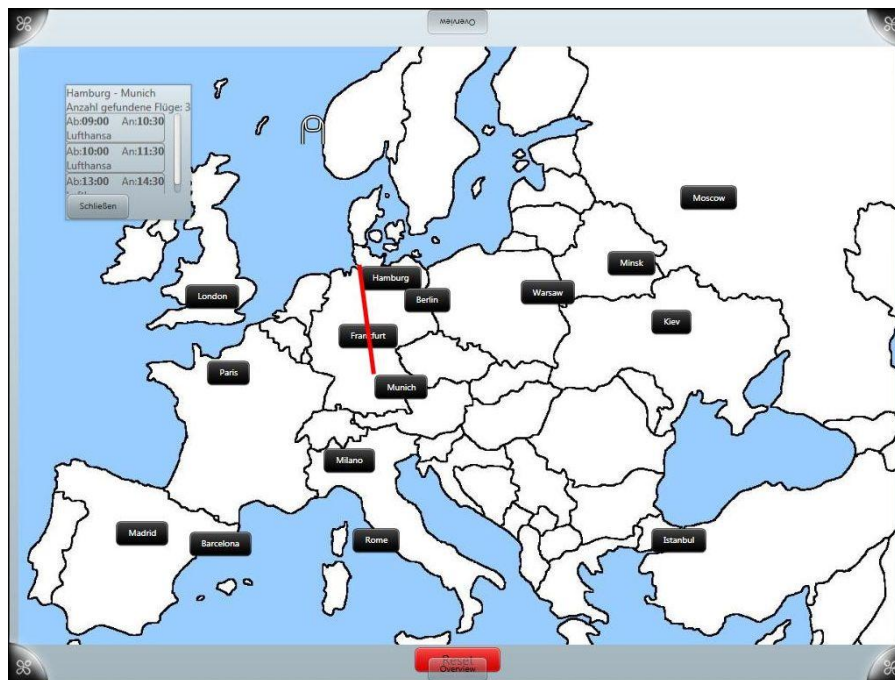 Overview
Hamburg - Munich
Anzahl gefundene Flüge: 3
Ab:09:00 An:10:30
Lufthansa
Ab:10:00 An:11:30
Lufthansa
Ab:13:00 An:14:30
Schließen
Moscow
Minsk
Hamburg
Berlin
Warsaw
London
Kiev
Frankfurt
Paris
Munich
Milano
Madrid
Barcelona
Rome
Istanbul
Reset
Overview